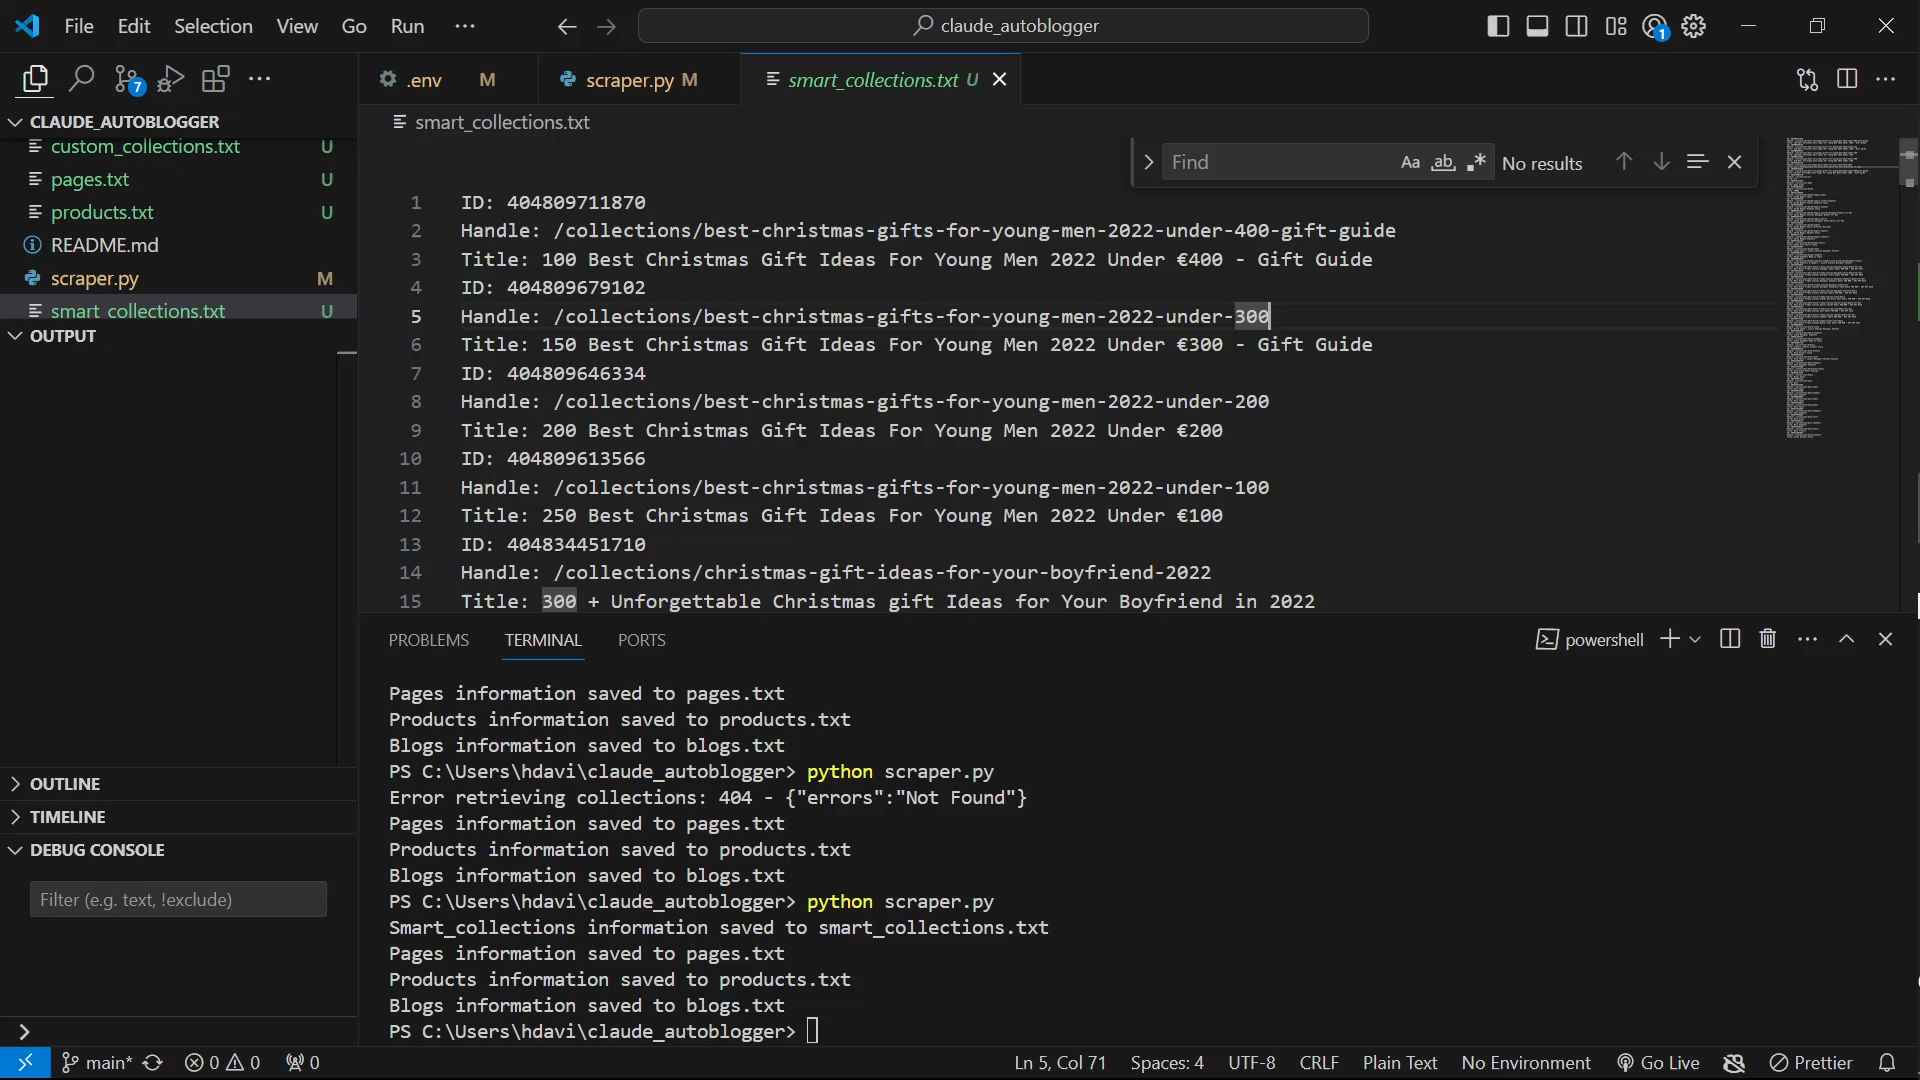 File Edit Selection View Go Run ··· claude_autoblogger 1
7 ··· .env M scraper.py M smart_collections.txt U
CLAUDE_AUTOBLOGGER
custom_collections.txt U
pages.txt U
products.txt U
README.md
scraper.py M
smart_collections.txt U
OUTPUT
OUTLINE
TIMELINE
DEBUG CONSOLE
Filter (e.g. text, !exclude)
smart_collections.txt
Find Aa ab No results
1 ID: 404809711870
2 Handle: /collections/best-christmas-gifts-for-young-men-2022-under-400-gift-guide
3 Title: 100 Best Christmas Gift Ideas For Young Men 2022 Under €400 - Gift Guide
4 ID: 404809679102
5 Handle: /collections/best-christmas-gifts-for-young-men-2022-under-300
6 Title: 150 Best Christmas Gift Ideas For Young Men 2022 Under €300 - Gift Guide
7 ID: 404809646334
8 Handle: /collections/best-christmas-gifts-for-young-men-2022-under-200
9 Title: 200 Best Christmas Gift Ideas For Young Men 2022 Under €200
10 ID: 404809613566
11 Handle: /collections/best-christmas-gifts-for-young-men-2022-under-100
12 Title: 250 Best Christmas Gift Ideas For Young Men 2022 Under €100
13 ID: 404834451710
14 Handle: /collections/christmas-gift-ideas-for-your-boyfriend-2022
15 Title: 300 + Unforgettable Christmas gift Ideas for Your Boyfriend in 2022
PROBLEMS TERMINAL PORTS powershell
Pages information saved to pages.txt
Products information saved to products.txt
Blogs information saved to blogs.txt
PS C:\Users\hdavi\claude_autoblogger> python scraper.py
Error retrieving collections: 404 - {"errors":"Not Found"}
Pages information saved to pages.txt
Products information saved to products.txt
Blogs information saved to blogs.txt
PS C:\Users\hdavi\claude_autoblogger> python scraper.py
Smart_collections information saved to smart_collections.txt
Pages information saved to pages.txt
Products information saved to products.txt
Blogs information saved to blogs.txt
PS C:\Users\hdavi\claude_autoblogger>
main* 0 0 0 Ln 5, Col 71 Spaces: 4 UTF-8 CRLF Plain Text No Environment Go Live Prettier